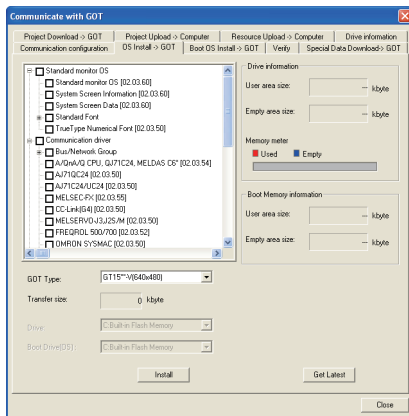 Communicate with GOT
Project Download -> GOT Project Upload -> Computer Resource Upload -> Computer Drive information
Communication configuration OS Install -> GOT Boot OS Install -> GOT Verify Special Data Download-> GOT
Standard monitor OS
Standard monitor OS [02.03.60]
System Screen Information [02.03.60]
System Screen Data [02.03.60]
Standard Font
TrueType Numerical Font [02.03.50]
Communication driver
Bus/Network Group
A/QnA/Q CPU, QJ71C24, MELDAS C6* [02.03.54]
AJ71QC24 [02.03.50]
AJ71C24/UC24 [02.03.50]
MELSEC-FX [02.03.55]
CC-Link(G4) [02.03.50]
MELSERVO-J3,J2S/M [02.03.50]
FREQROL 500/700 [02.03.52]
OMRON SYSMAC [02.03.50]
Drive information
User area size: -- kbyte
Empty area size: -- kbyte
Memory meter
Used Empty
Boot Memory information
User area size: -- kbyte
Empty area size: -- kbyte
GOT Type: GT15**-V(640x480)
Transfer size: 0 kbyte
Drive: C:Built-in Flash Memory
Boot Drive(OS): C:Built-in Flash Memory
Install Get Latest
Close